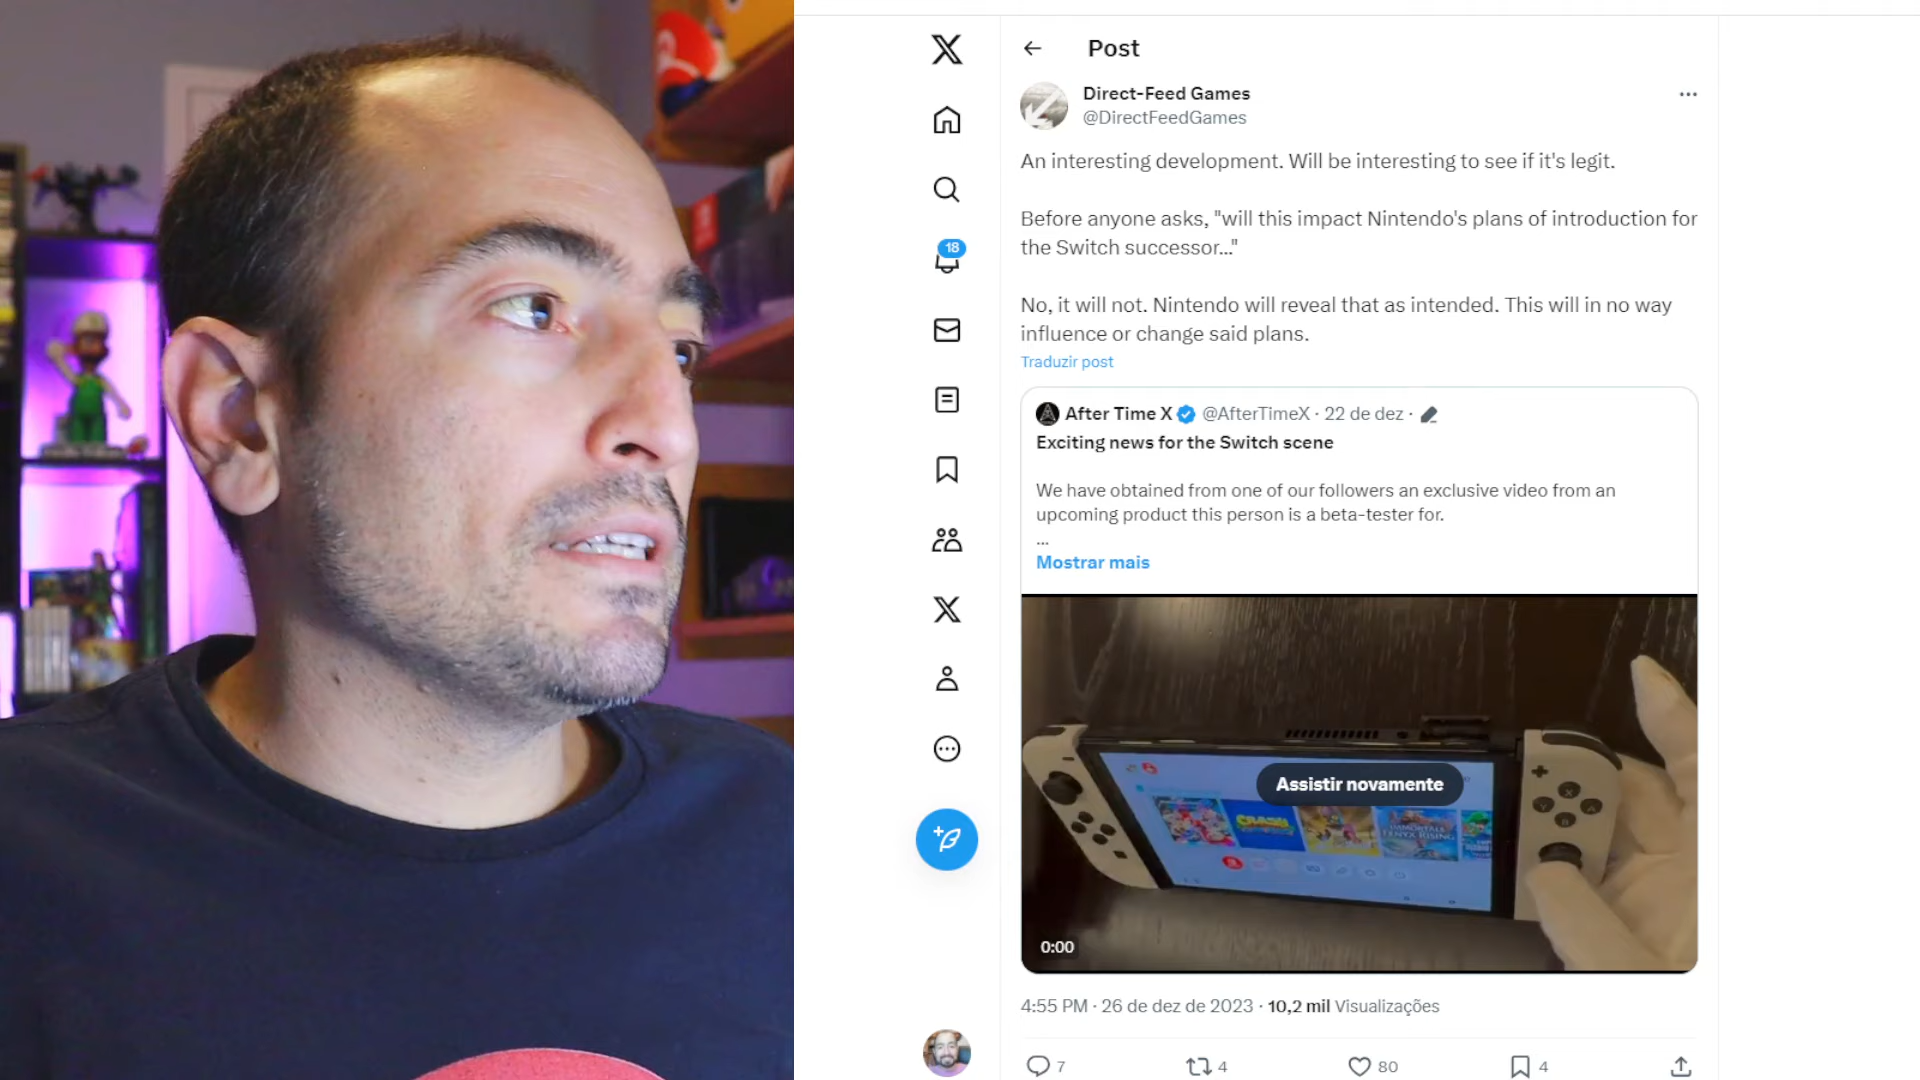 Post
Direct-Feed Games
@DirectFeedGames
An interesting development. Will be interesting to see if it's legit.
Before anyone asks, "will this impact Nintendo's plans of introduction for
the Switch successor..."
No, it will not. Nintendo will reveal that as intended. This will in no way
influence or change said plans.
Traduzir post
18
After Time X @AfterTimeX · 22 de dez ·
Exciting news for the Switch scene
We have obtained from one of our followers an exclusive video from an
upcoming product this person is a beta-tester for.
...
Mostrar mais
Assistir novamente
CRASH
IMMORTALS
FENYX RISING
X
Y
A
B
0:00
4:55 PM · 26 de dez de 2023 · 10,2 mil Visualizações
7
4
80
4